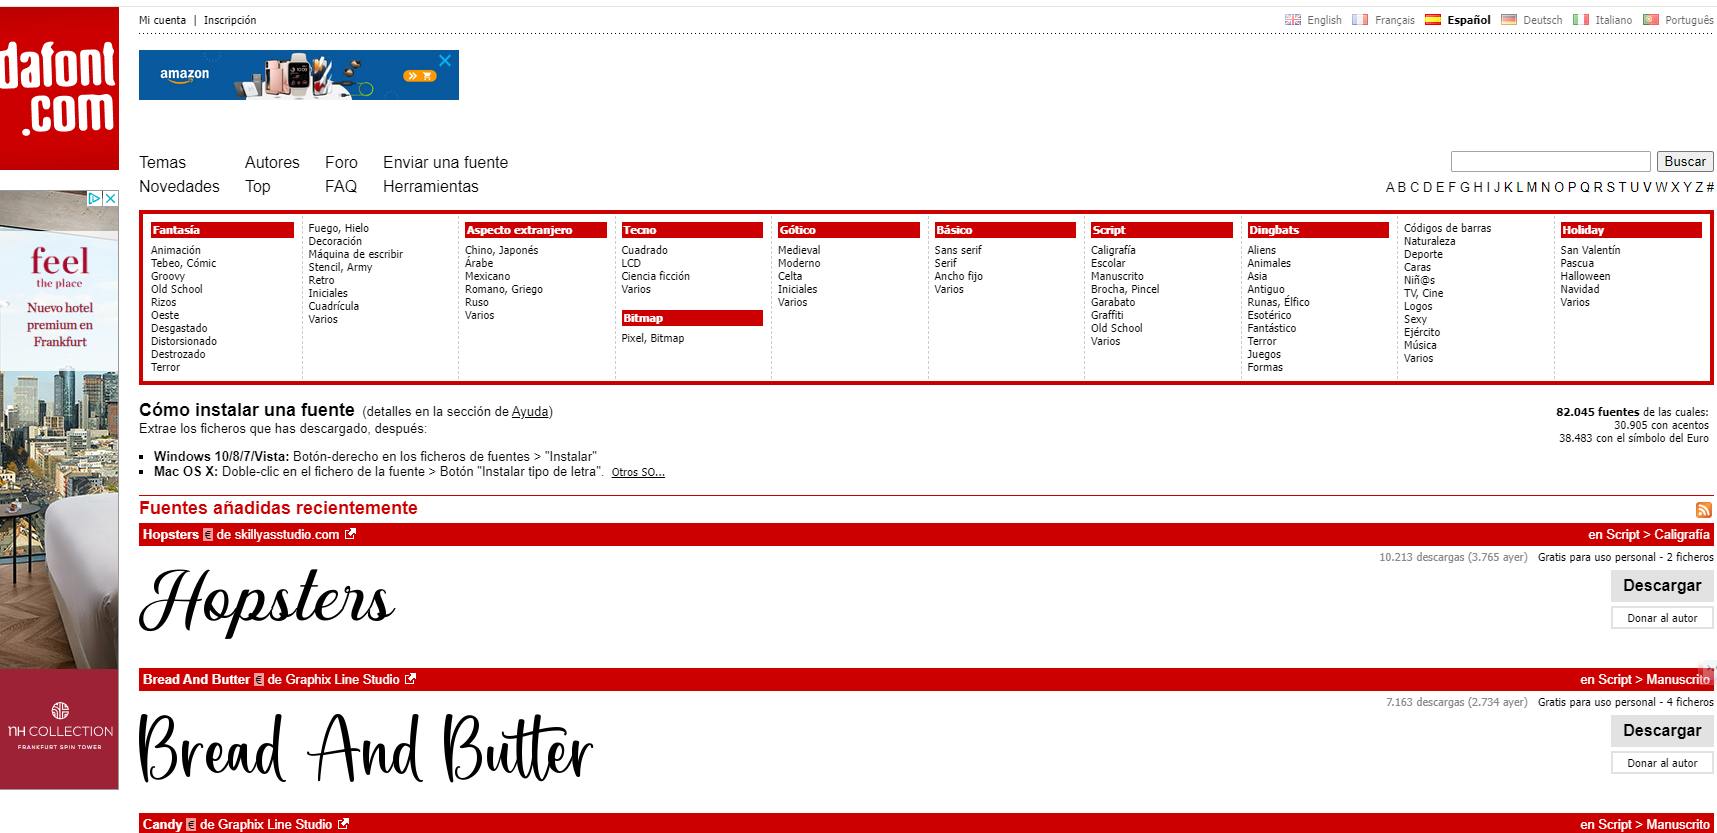 dafont
.com
Mi cuenta | Inscripción
English Français Español Deutsch Italiano Português
amazon
Temas Autores Foro Enviar una fuente
Novedades Top FAQ Herramientas
Buscar
A B C D E F G H I J K L M N O P Q R S T U V W X Y Z #
feel
the place
Nuevo hotel
premium en
Frankfurt
NH COLLECTION
FRANKFURT SPIN TOWER
Fantasía
Animación
Tebeo, Cómic
Groovy
Old School
Rizos
Oeste
Desgastado
Distorsionado
Destrozado
Terror
Fuego, Hielo
Decoración
Máquina de escribir
Stencil, Army
Retro
Iniciales
Cuadrícula
Varios
Aspecto extranjero
Chino, Japonés
Árabe
Mexicano
Romano, Griego
Ruso
Varios
Tecno
Cuadrado
LCD
Ciencia ficción
Varios
Bitmap
Pixel, Bitmap
Gótico
Medieval
Moderno
Celta
Iniciales
Varios
Básico
Sans serif
Serif
Ancho fijo
Varios
Script
Caligrafía
Escolar
Manuscrito
Brocha, Pincel
Garabato
Graffiti
Old School
Varios
Dingbats
Aliens
Animales
Asia
Antiguo
Runas, Élfico
Esotérico
Fantástico
Terror
Juegos
Formas
Códigos de barras
Naturaleza
Deporte
Caras
Niñ@s
TV, Cine
Logos
Sexy
Ejército
Música
Varios
Holiday
San Valentín
Pascua
Halloween
Navidad
Varios
Cómo instalar una fuente (detalles en la sección de Ayuda)
Extrae los ficheros que has descargado, después:
Windows 10/8/7/Vista: Botón-derecho en los ficheros de fuentes > "Instalar"
Mac OS X: Doble-clic en el fichero de la fuente > Botón "Instalar tipo de letra". Otros SO...
82.045 fuentes de las cuales:
30.905 con acentos
38.483 con el símbolo del Euro
Fuentes añadidas recientemente
Hopsters € de skillyasstudio.com en Script > Caligrafía
10.213 descargas (3.765 ayer) Gratis para uso personal - 2 ficheros
Hopsters
Descargar
Donar al autor
Bread And Butter € de Graphix Line Studio en Script > Manuscrito
7.163 descargas (2.734 ayer) Gratis para uso personal - 4 ficheros
Bread And Butter
Descargar
Donar al autor
Candy € de Graphix Line Studio en Script > Manuscrito